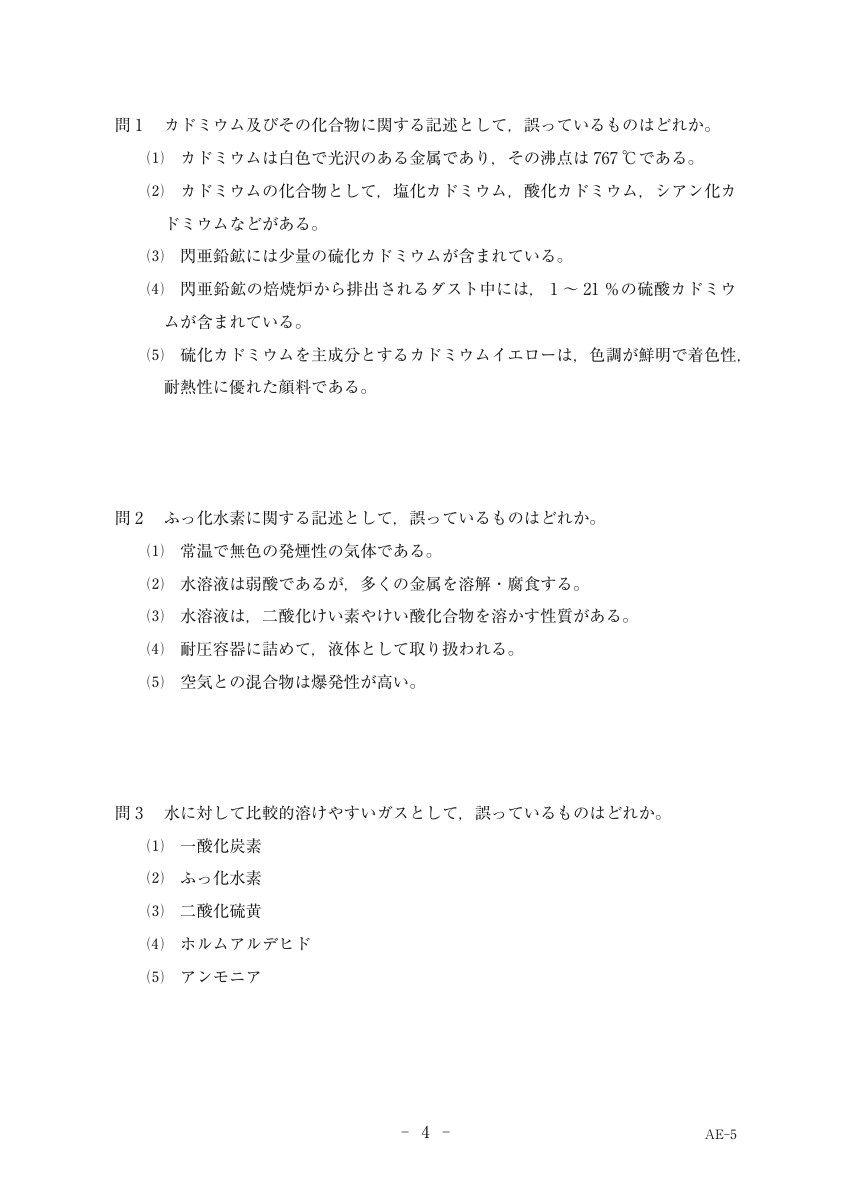 問１　カドミウム及びその化合物に関する記述として，誤っているものはどれか。
⑴　カドミウムは白色で光沢のある金属であり，その沸点は 767 ℃である。
⑵　カドミウムの化合物として，塩化カドミウム，酸化カドミウム，シアン化カ
ドミウムなどがある。
⑶　閃亜鉛鉱には少量の硫化カドミウムが含まれている。
⑷　閃亜鉛鉱の焙焼炉から排出されるダスト中には，１～ 21 ％の硫酸カドミウ
ムが含まれている。
⑸　硫化カドミウムを主成分とするカドミウムイエローは，色調が鮮明で着色性，
耐熱性に優れた顔料である。
問２　ふっ化水素に関する記述として，誤っているものはどれか。
⑴　常温で無色の発煙性の気体である。
⑵　水溶液は弱酸であるが，多くの金属を溶解・腐食する。
⑶　水溶液は，二酸化けい素やけい酸化合物を溶かす性質がある。
⑷　耐圧容器に詰めて，液体として取り扱われる。
⑸　空気との混合物は爆発性が高い。
問３　水に対して比較的溶けやすいガスとして，誤っているものはどれか。
⑴　一酸化炭素
⑵　ふっ化水素
⑶　二酸化硫黄
⑷　ホルムアルデヒド
⑸　アンモニア
－ 4 －
AE-5